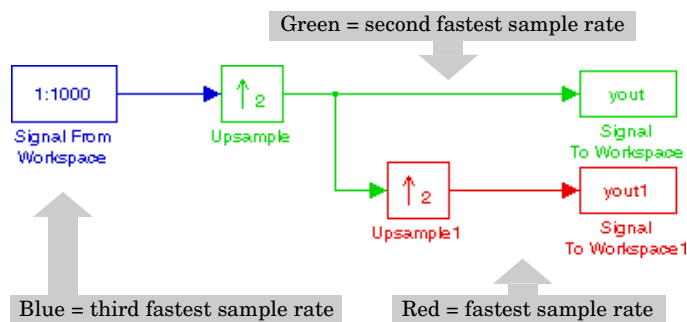 Green = second fastest sample rate
1:1000
Signal From
Workspace
↑2
Upsample
yout
Signal
To Workspace
↑2
Upsample1
yout1
Signal
To Workspace1
Blue = third fastest sample rate
Red = fastest sample rate